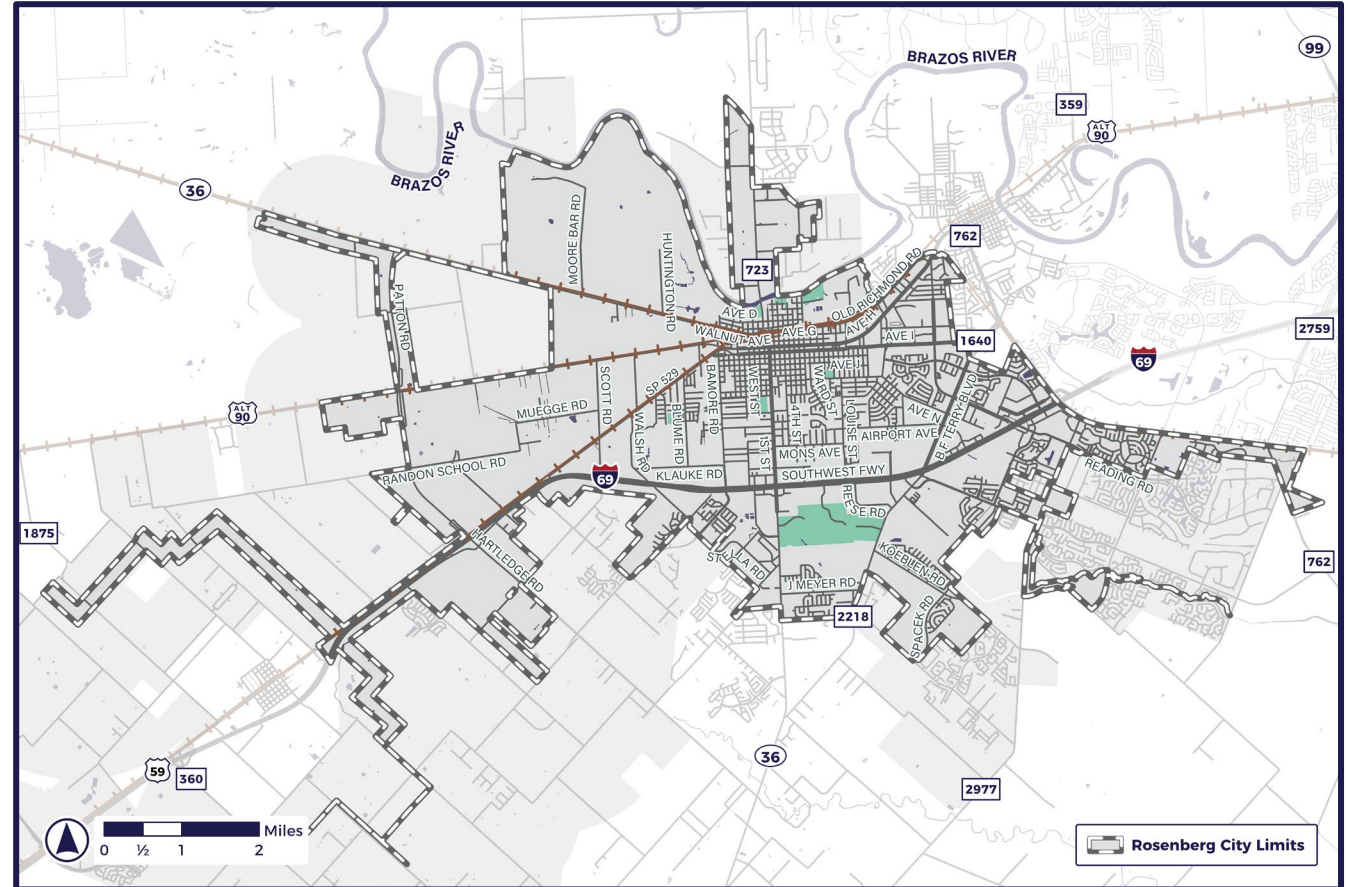 BRAZOS RIVER
99
359
ALT
90
BRAZOS RIVER
36
762
723
MOORE BAR RD
HUNTINGTON RD
OLD RICHMOND RD
PATTON RD
AVE D
WALNUT AVE
AVE G
AVE H
AVE I
2759
1640
69
AVE J
SP 529
SCOTT RD
BAMORE RD
WEST ST
WARD ST
ALT
90
MUEGGE RD
WALSH RD
BLUME RD
4TH ST
LOUISE ST
AVE N
B F TERRY BLVD
AIRPORT AVE
1ST ST
MONS AVE
RANDON SCHOOL RD
69
KLAUKE RD
SOUTHWEST FWY
READING RD
REESE RD
1875
HARTLEDGE RD
STELLA RD
KOEBLEN RD
762
J MEYER RD
2218
SPACEK RD
36
59
360
2977
Miles
0 ½ 1 2
Rosenberg City Limits